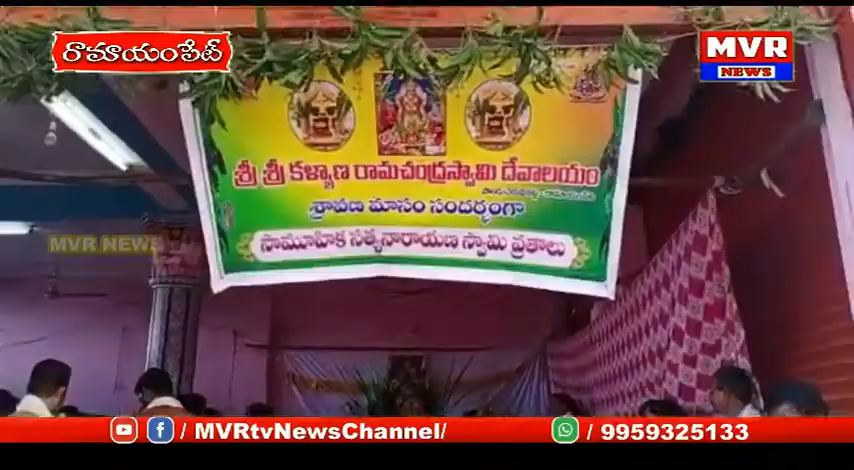 రామాయంపేట్
MVR
NEWS
శ్రీ శ్రీ కళ్యాణ రామచంద్రస్వామి దేవాలయం
శ్రావణ మాసం సందర్భంగా
సామూహిక సత్యనారాయణ స్వామి వ్రతాలు
MVR NEWS
/ MVRtvNewsChannel/
/ 9959325133